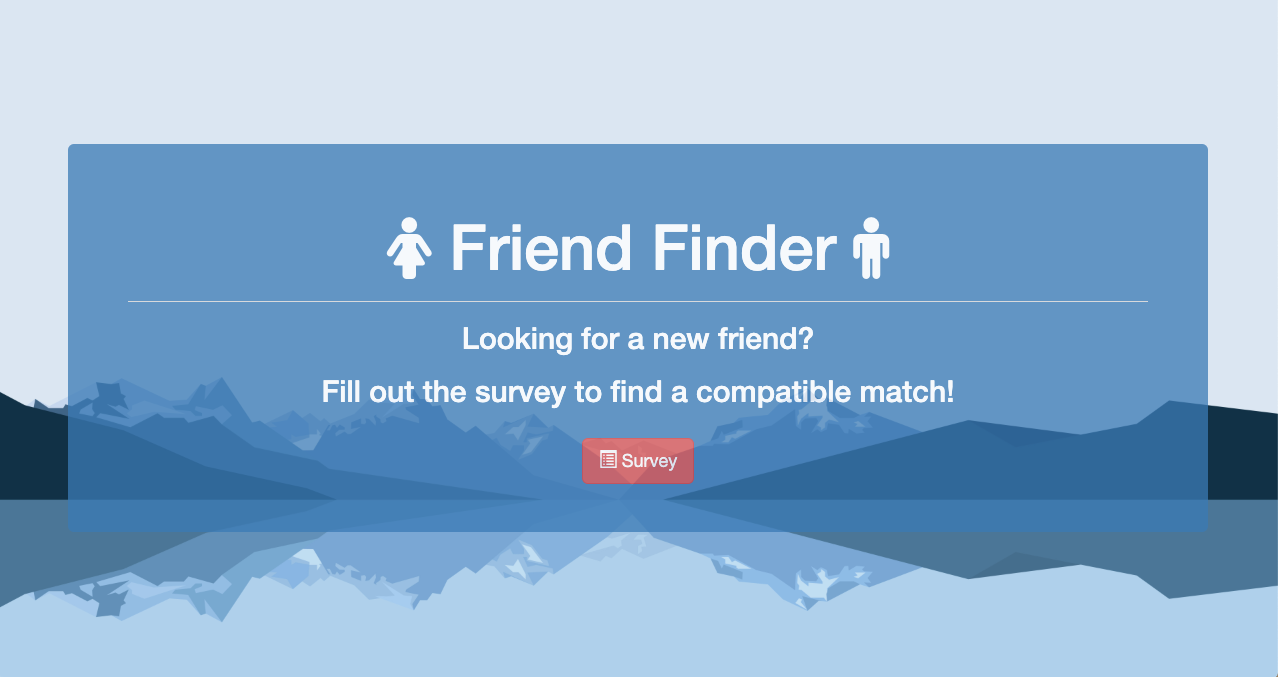 Friend Finder
Looking for a new friend?
Fill out the survey to find a compatible match!
Survey